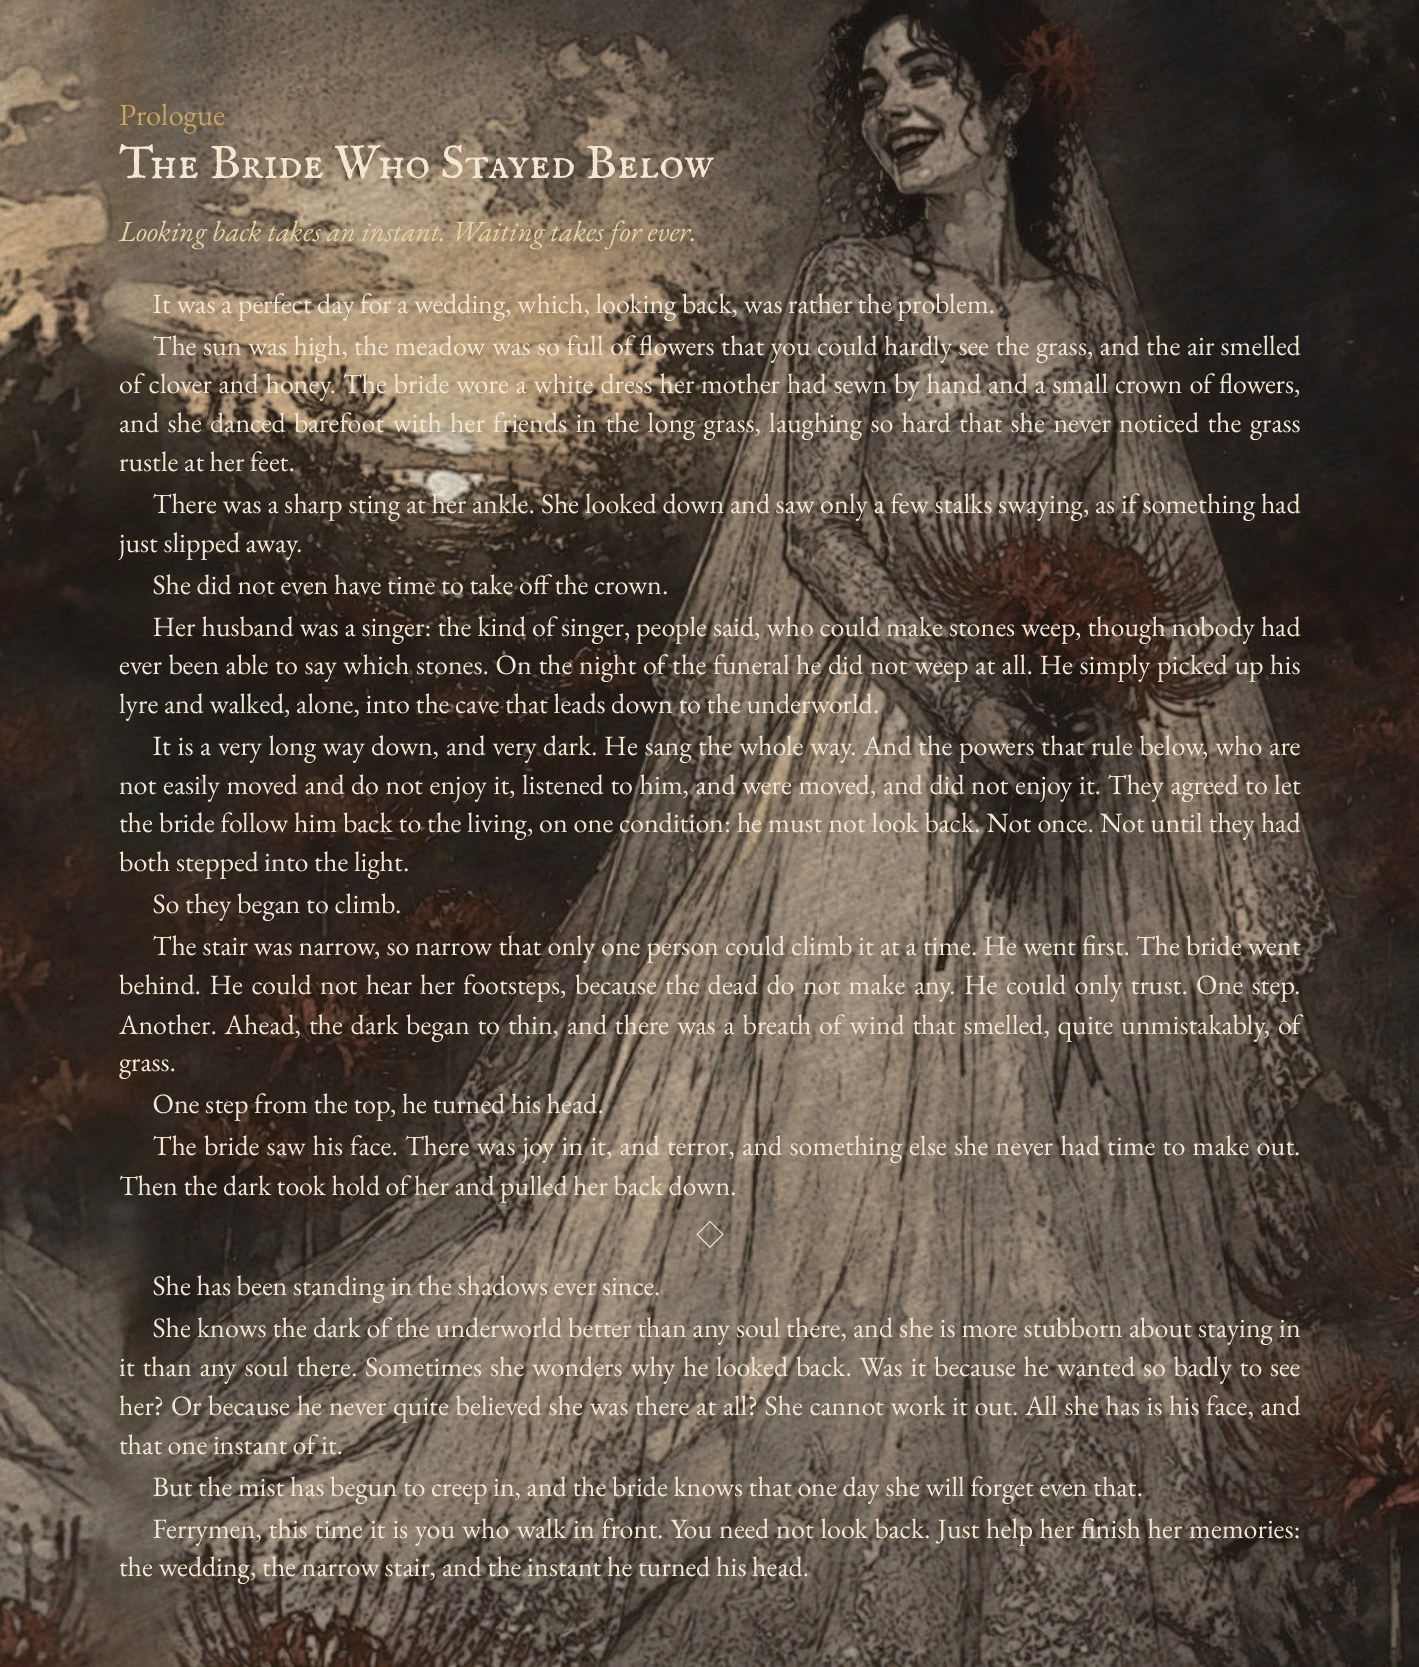 Prologue
The Bride Who Stayed Below
Looking back takes an instant. Waiting takes for ever.
It was a perfect day for a wedding, which, looking back, was rather the problem.
The sun was high, the meadow was so full of flowers that you could hardly see the grass, and the air smelled
of clover and honey. The bride wore a white dress her mother had sewn by hand and a small crown of flowers,
and she danced barefoot with her friends in the long grass, laughing so hard that she never noticed the grass
rustle at her feet.
There was a sharp sting at her ankle. She looked down and saw only a few stalks swaying, as if something had
just slipped away.
She did not even have time to take off the crown.
Her husband was a singer: the kind of singer, people said, who could make stones weep, though nobody had
ever been able to say which stones. On the night of the funeral he did not weep at all. He simply picked up his
lyre and walked, alone, into the cave that leads down to the underworld.
It is a very long way down, and very dark. He sang the whole way. And the powers that rule below, who are
not easily moved and do not enjoy it, listened to him, and were moved, and did not enjoy it. They agreed to let
the bride follow him back to the living, on one condition: he must not look back. Not once. Not until they had
both stepped into the light.
So they began to climb.
The stair was narrow, so narrow that only one person could climb it at a time. He went first. The bride went
behind. He could not hear her footsteps, because the dead do not make any. He could only trust. One step.
Another. Ahead, the dark began to thin, and there was a breath of wind that smelled, quite unmistakably, of
grass.
One step from the top, he turned his head.
The bride saw his face. There was joy in it, and terror, and something else she never had time to make out.
Then the dark took hold of her and pulled her back down.
She has been standing in the shadows ever since.
She knows the dark of the underworld better than any soul there, and she is more stubborn about staying in
it than any soul there. Sometimes she wonders why he looked back. Was it because he wanted so badly to see
her? Or because he never quite believed she was there at all? She cannot work it out. All she has is his face, and
that one instant of it.
But the mist has begun to creep in, and the bride knows that one day she will forget even that.
Ferrymen, this time it is you who walk in front. You need not look back. Just help her finish her memories:
the wedding, the narrow stair, and the instant he turned his head.